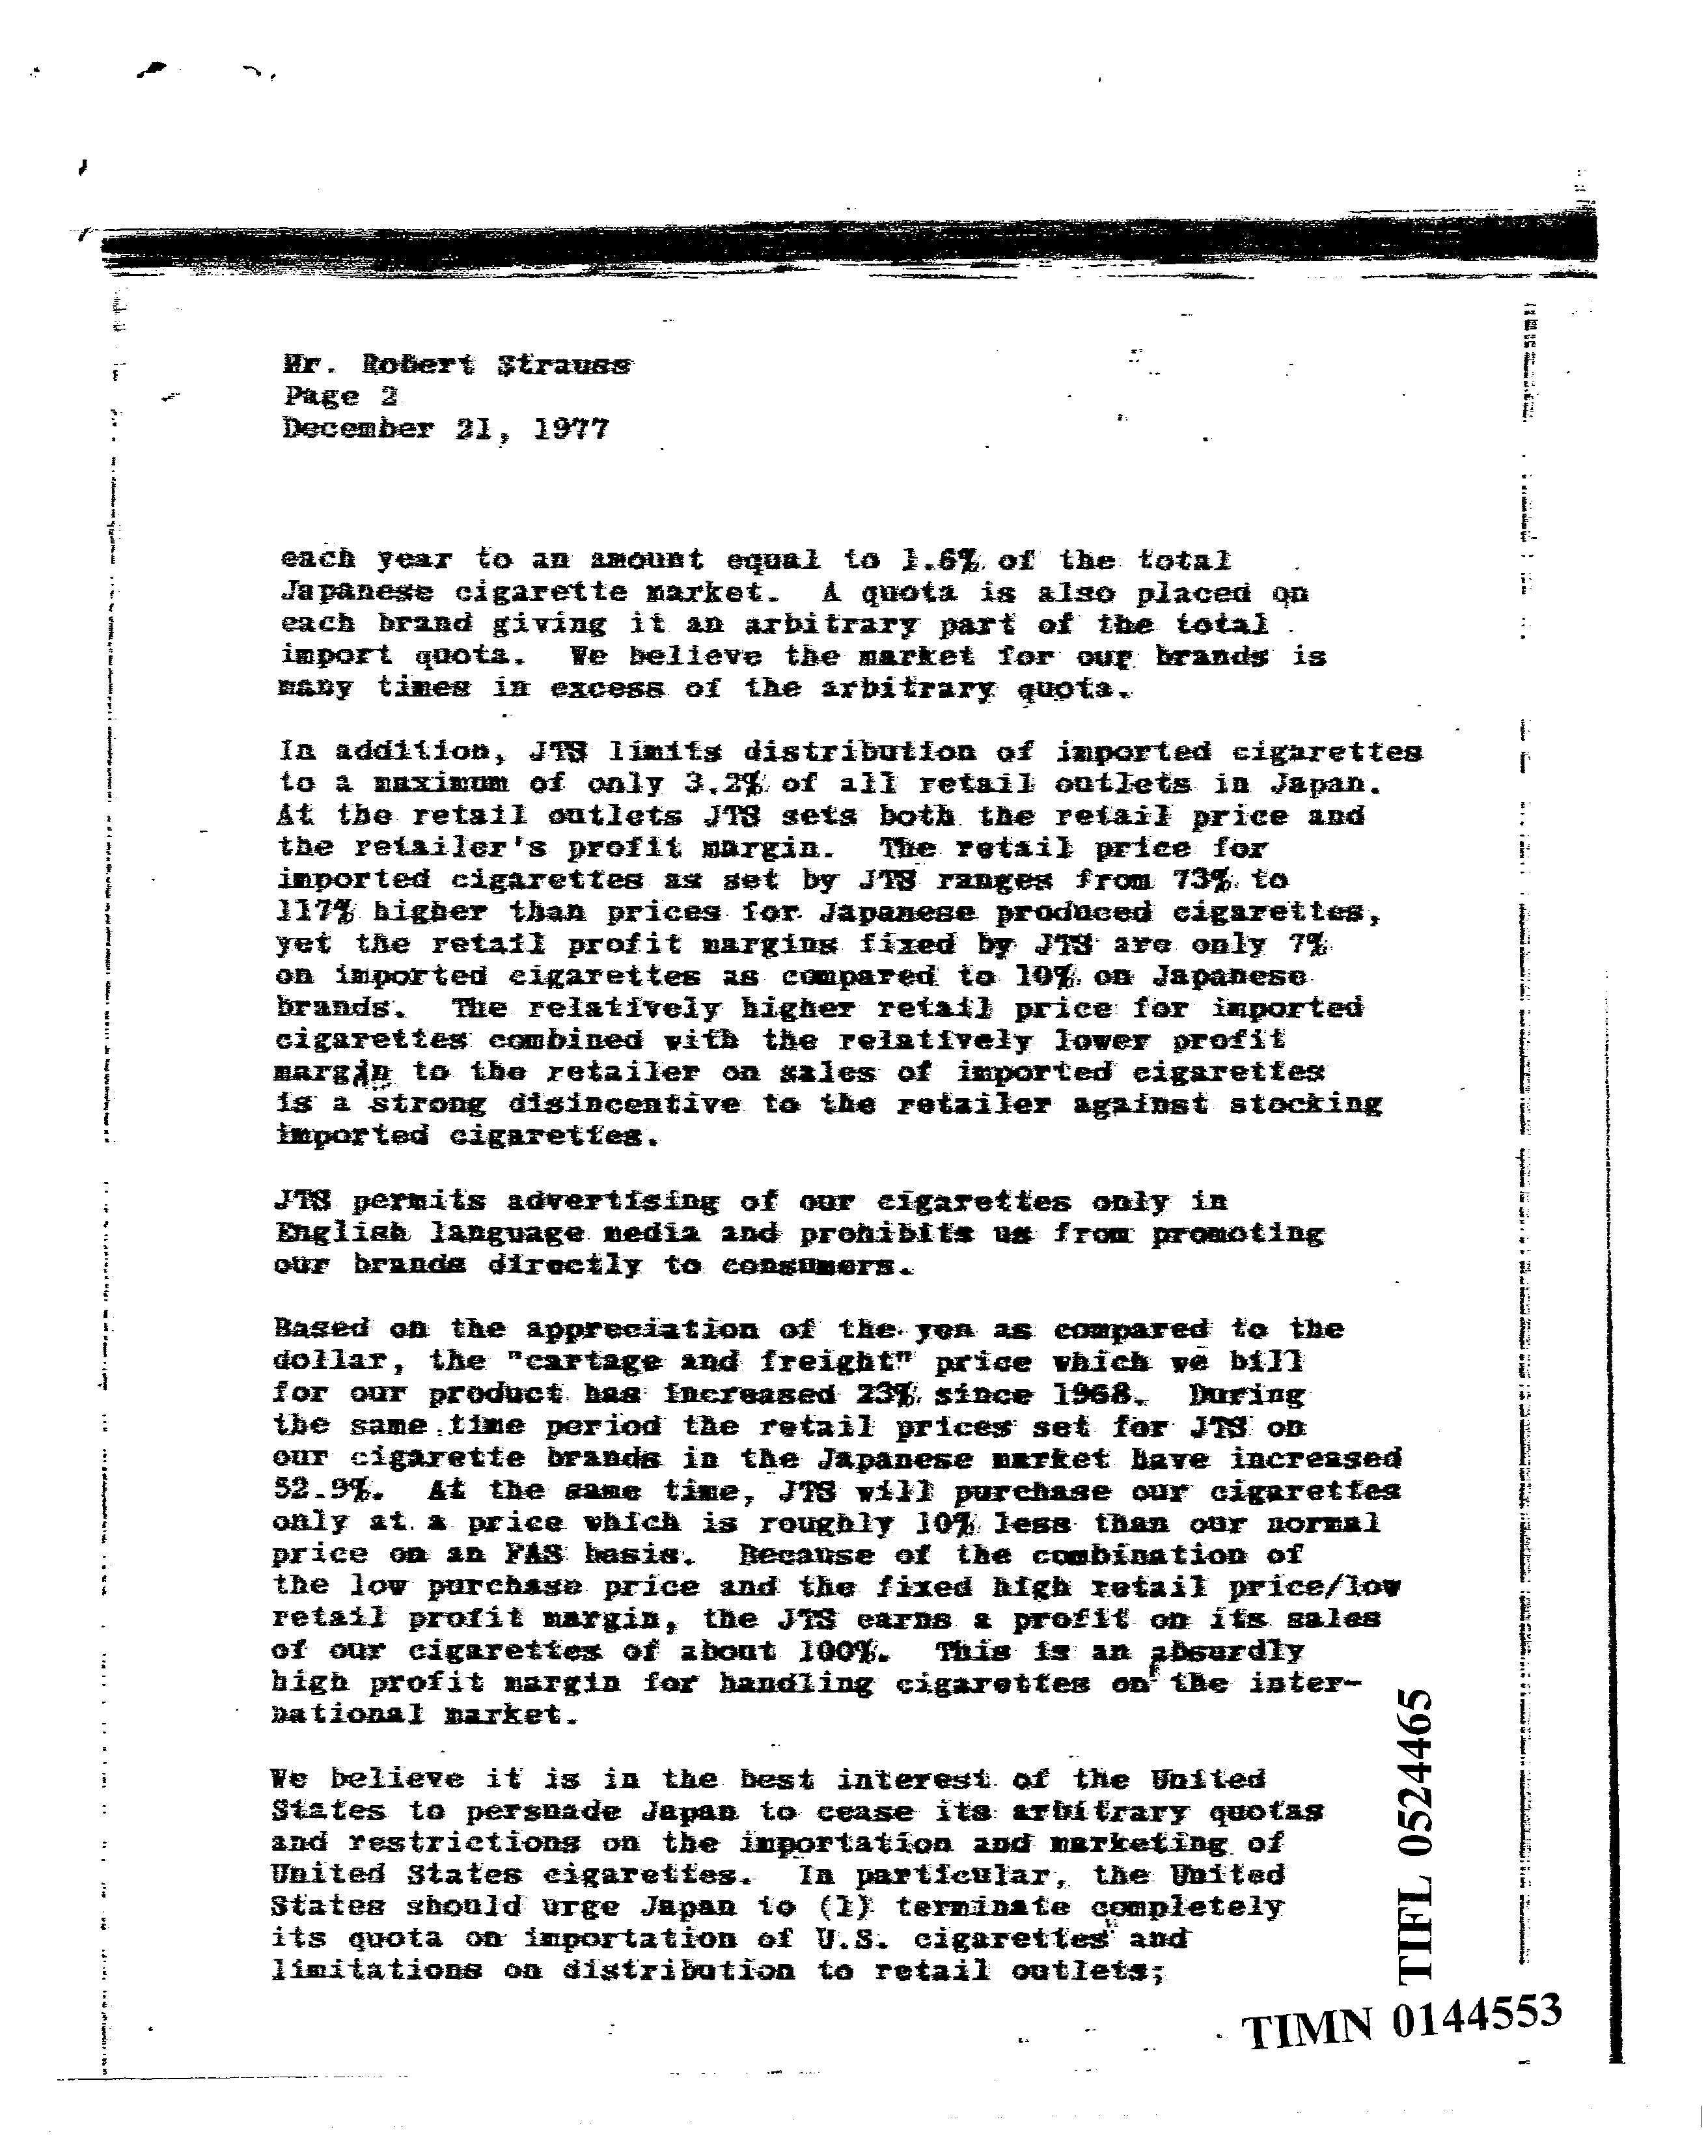 Mr. Robert Strauss
Page 2
December 21, 1977
each year to an amount equal to 1.6% of the total
Japanese cigarette market. A quota is also placed on
each brand giving it an arbitrary part of the total
import quota. We believe the market for our brands is
many times in excess of the arbitrary quota.
In addition, JTS limits distribution of imported cigarettes
to a maximum of only 3.2% of all retail outlets in Japan.
At the retail outlets JTS sets both the retail price and
the retailer's profit margin. The retail price for
imported cigarettes as set by JTS ranges from 73% to
117% higher than prices for Japanese produced cigarettes,
yet the retail profit margins fixed by JTS are only 7%
on imported cigarettes as compared to 10% on Japanese
brands. The relatively higher retail price for imported
cigarettes combined with the relatively lower profit
margin to the retailer on sales of imported cigarettes
is a strong disincentive to the retailer against stocking
imported cigarettes.
JTS permits advertising of our cigarettes only in
English language media and prohibits us from promoting
our brands directly to consumers.
Based on the appreciation of the yen as compared to the
dollar, the "cartage and freight" price which we bill
for our product has increased 23% since 1968. During
the same time period the retail prices set for JTS on
our cigarette brands in the Japanese market have increased
52.9%. At the same time, JTS will purchase our cigarettes
only at a price which is roughly 10% less than our normal
price on an FAS basis. Because of the combination of
the low purchase price and the fixed high retail price/low
retail profit margin, the JTS earns a profit on its sales
of our cigarettes of about 100%. This is an absurdly
high profit margin for handling cigarettes on the inter-
national market.
We believe it is in the best interest of the United
States to persuade Japan to cease its arbitrary quotas
and restrictions on the importation and marketing of
United States cigarettes. In particular, the United
States should urge Japan to (1) terminate completely
its quota on importation of U.S. cigarettes and
limitations on distribution to retail outlets;
TIFL 0524465
TIMN 0144553